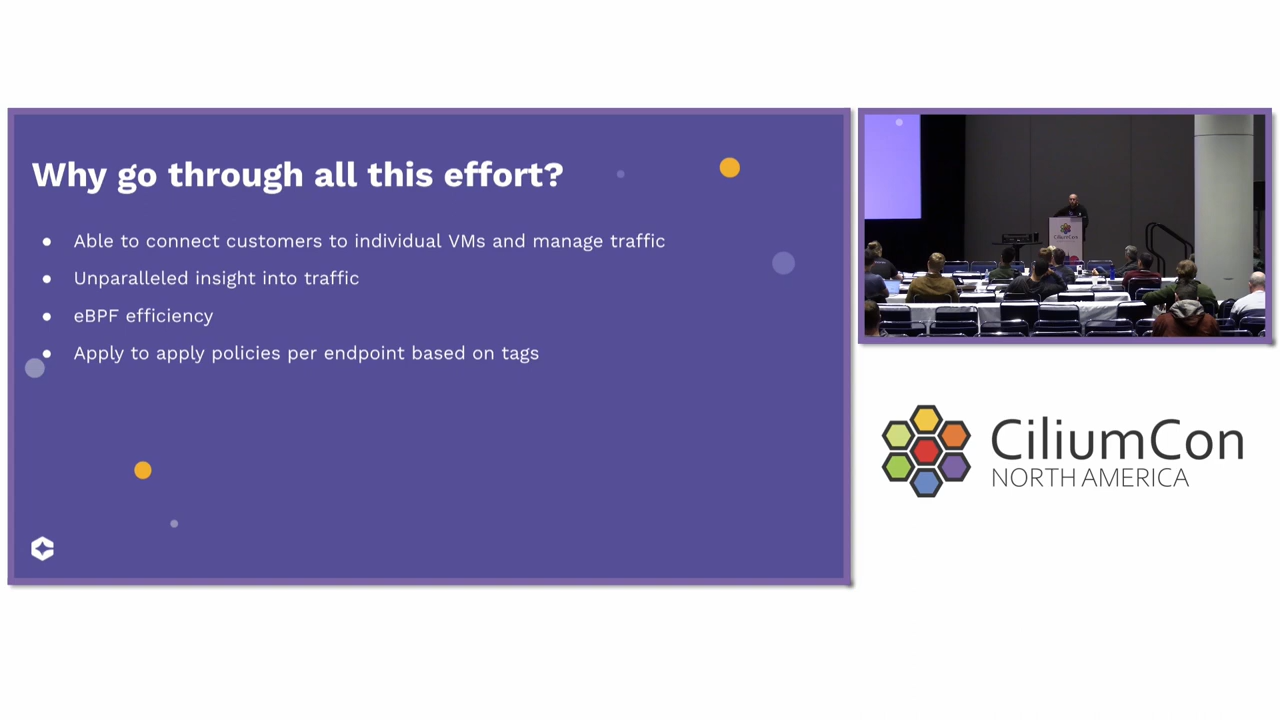 Why go through all this effort?
● Able to connect customers to individual VMs and manage traffic
● Unparalleled insight into traffic
● eBPF efficiency
● Apply to apply policies per endpoint based on tags
CiliumCon
CiliumCon
NORTH AMERICA